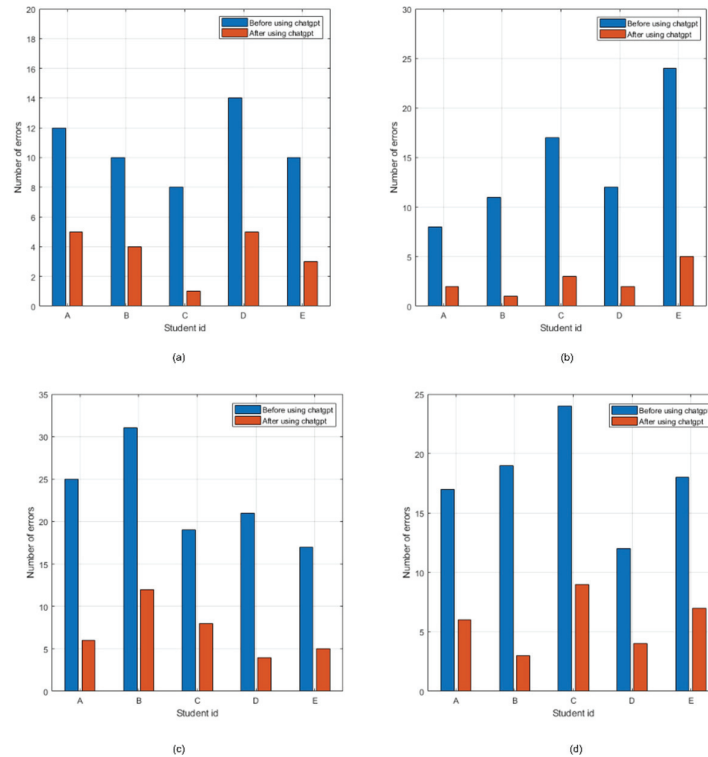 20
18
16
14
12
10
8
6
4
2
0
Number of errors
Before using chatgpt
After using chatgpt
A B C D E
Student id
(a)
30
25
20
15
10
5
0
Number of errors
Before using chatgpt
After using chatgpt
A B C D E
Student id
(b)
35
30
25
20
15
10
5
0
Number of errors
Before using chatgpt
After using chatgpt
A B C D E
Student id
(c)
25
20
15
10
5
0
Number of errors
Before using chatgpt
After using chatgpt
A B C D E
Student id
(d)